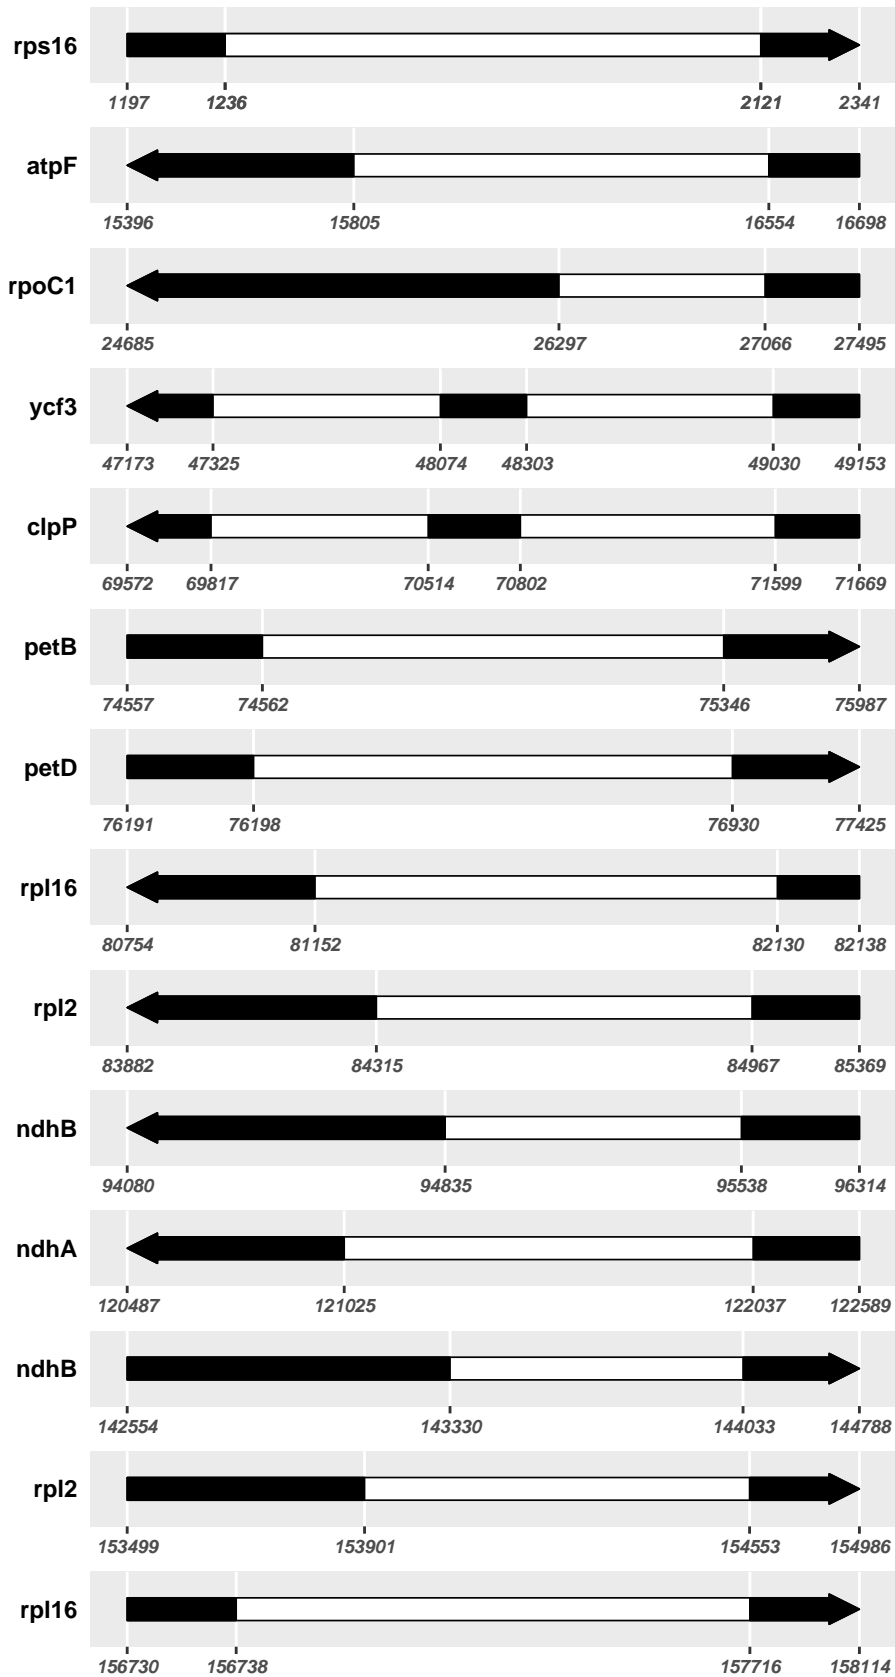 rps16
1197 1236 2121 2341
atpF
15396 15805 16554 16698
rpoC1
24685 26297 27066 27495
ycf3
47173 47325 48074 48303 49030 49153
clpP
69572 69817 70514 70802 71599 71669
petB
74557 74562 75346 75987
petD
76191 76198 76930 77425
rpl16
80754 81152 82130 82138
rpl2
83882 84315 84967 85369
ndhB
94080 94835 95538 96314
ndhA
120487 121025 122037 122589
ndhB
142554 143330 144033 144788
rpl2
153499 153901 154553 154986
rpl16
156730 156738 157716 158114